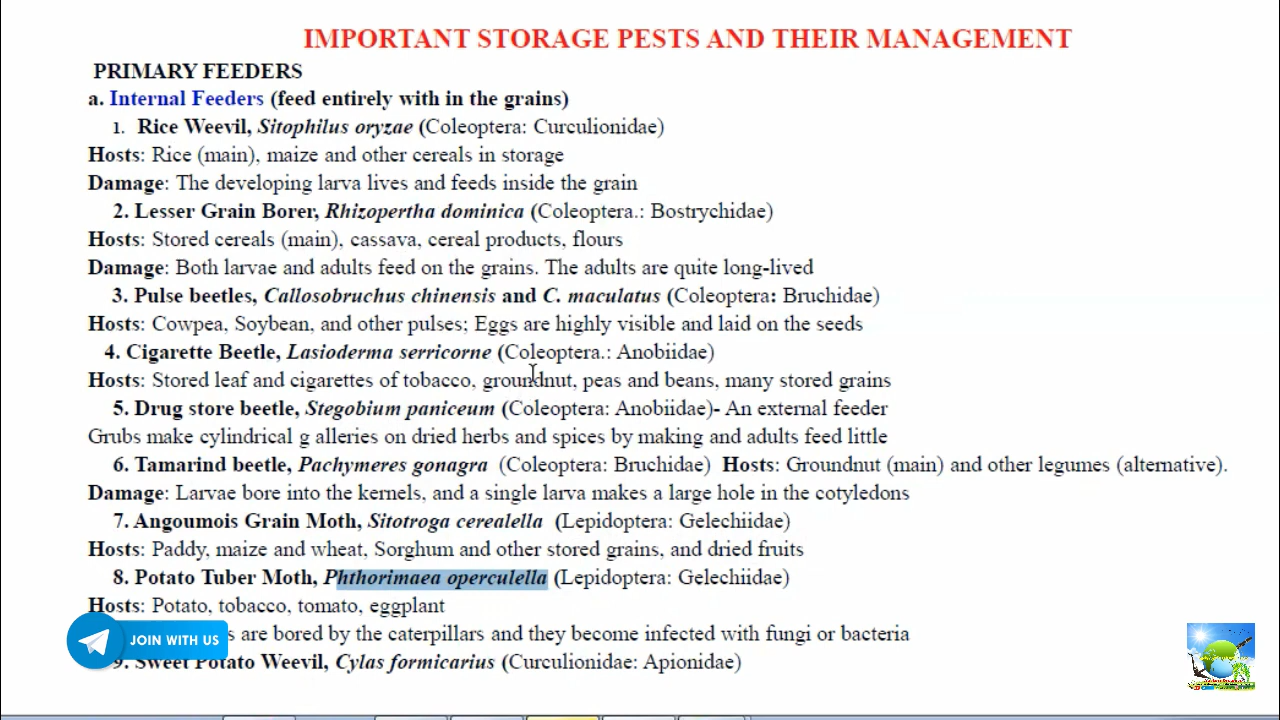 IMPORTANT STORAGE PESTS AND THEIR MANAGEMENT
PRIMARY FEEDERS
a. Internal Feeders (feed entirely with in the grains)
1. Rice Weevil, Sitophilus oryzae (Coleoptera: Curculionidae)
Hosts: Rice (main), maize and other cereals in storage
Damage: The developing larva lives and feeds inside the grain
2. Lesser Grain Borer, Rhizopertha dominica (Coleoptera.: Bostrychidae)
Hosts: Stored cereals (main), cassava, cereal products, flours
Damage: Both larvae and adults feed on the grains. The adults are quite long-lived
3. Pulse beetles, Callosobruchus chinensis and C. maculatus (Coleoptera: Bruchidae)
Hosts: Cowpea, Soybean, and other pulses; Eggs are highly visible and laid on the seeds
4. Cigarette Beetle, Lasioderma serricorne (Coleoptera.: Anobiidae)
Hosts: Stored leaf and cigarettes of tobacco, groundnut, peas and beans, many stored grains
5. Drug store beetle, Stegobium paniceum (Coleoptera: Anobiidae)- An external feeder
Grubs make cylindrical g alleries on dried herbs and spices by making and adults feed little
6. Tamarind beetle, Pachymeres gonagra (Coleoptera: Bruchidae) Hosts: Groundnut (main) and other legumes (alternative).
Damage: Larvae bore into the kernels, and a single larva makes a large hole in the cotyledons
7. Angoumois Grain Moth, Sitotroga cerealella (Lepidoptera: Gelechiidae)
Hosts: Paddy, maize and wheat, Sorghum and other stored grains, and dried fruits
8. Potato Tuber Moth, Phthorimaea operculella (Lepidoptera: Gelechiidae)
Hosts: Potato, tobacco, tomato, eggplant
are bored by the caterpillars and they become infected with fungi or bacteria
JOIN WITH US
9. Sweet Potato Weevil, Cylas formicarius (Curculionidae: Apionidae)